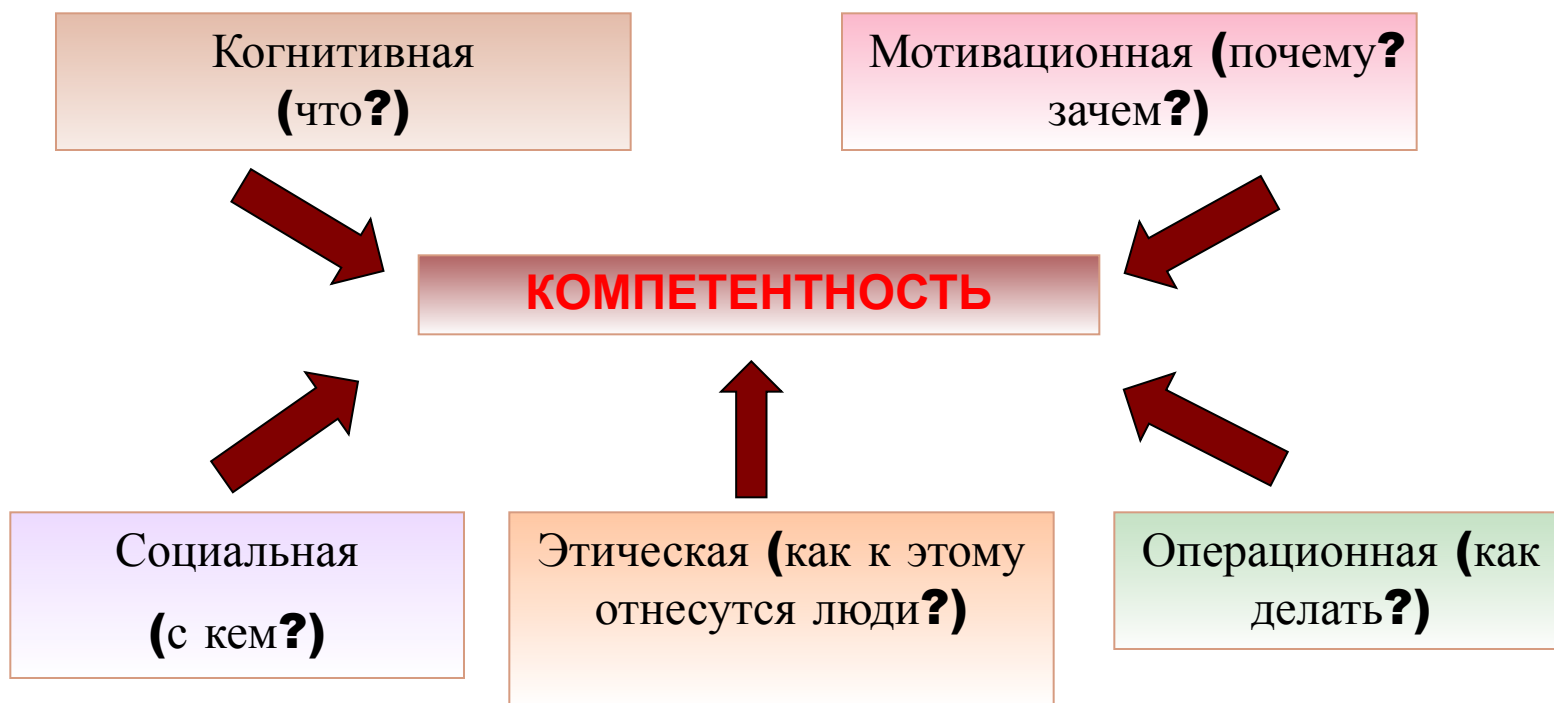 Когнитивная
(что?)
Мотивационная (почему?
зачем?)
КОМПЕТЕНТНОСТЬ
Социальная
(с кем?)
Этическая (как к этому
отнесутся люди?)
Операционная (как
делать?)